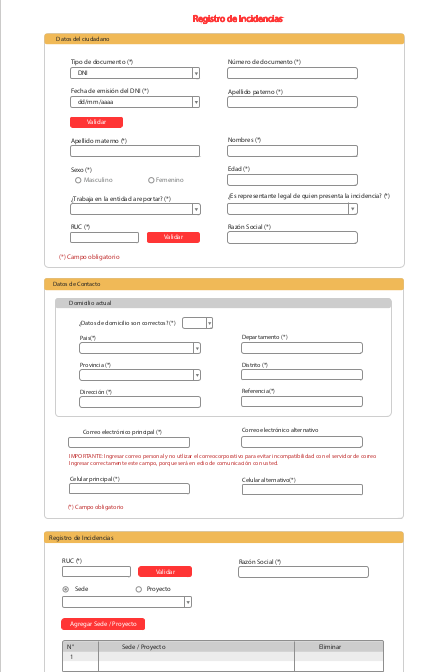 Registro de Incidencias
Datos del ciudadano
Tipo de documento (*)
Número de documento (*)
DNI
Fecha de emisión del DNI (*)
Apellido paterno (*)
dd/mm/aaaa
Validar
Apellido materno (*)
Nombres (*)
Sexo (*)
Edad (*)
Masculino
Femenino
¿Trabaja en la entidad a reportar? (*)
¿Es representante legal de quien presenta la incidencia? (*)
RUC (*)
Razón Social (*)
Validar
(*) Campo obligatorio
Datos de Contacto
Domicilio actual
¿Datos de domicilio son correctos? (*)
País(*)
Departamento (*)
Provincia (*)
Distrito (*)
Dirección (*)
Referencia(*)
Correo electrónico principal (*)
Correo electrónico alternativo
IMPORTANTE: Ingresar correo personal y no utilizar el correo corporativo para evitar incompatibilidad con el servidor de correo
Ingresar correctamente este campo, porque será en edio de comunicación con usted
Celular principal(*)
Celular alternativo(*)
(*) Campo obligatorio
Registro de Incidencias
RUC (*)
Razón Social (*)
Validar
Sede
Proyecto
Agregar Sede / Proyecto
N°
Sede / Proyecto
Eliminar
1